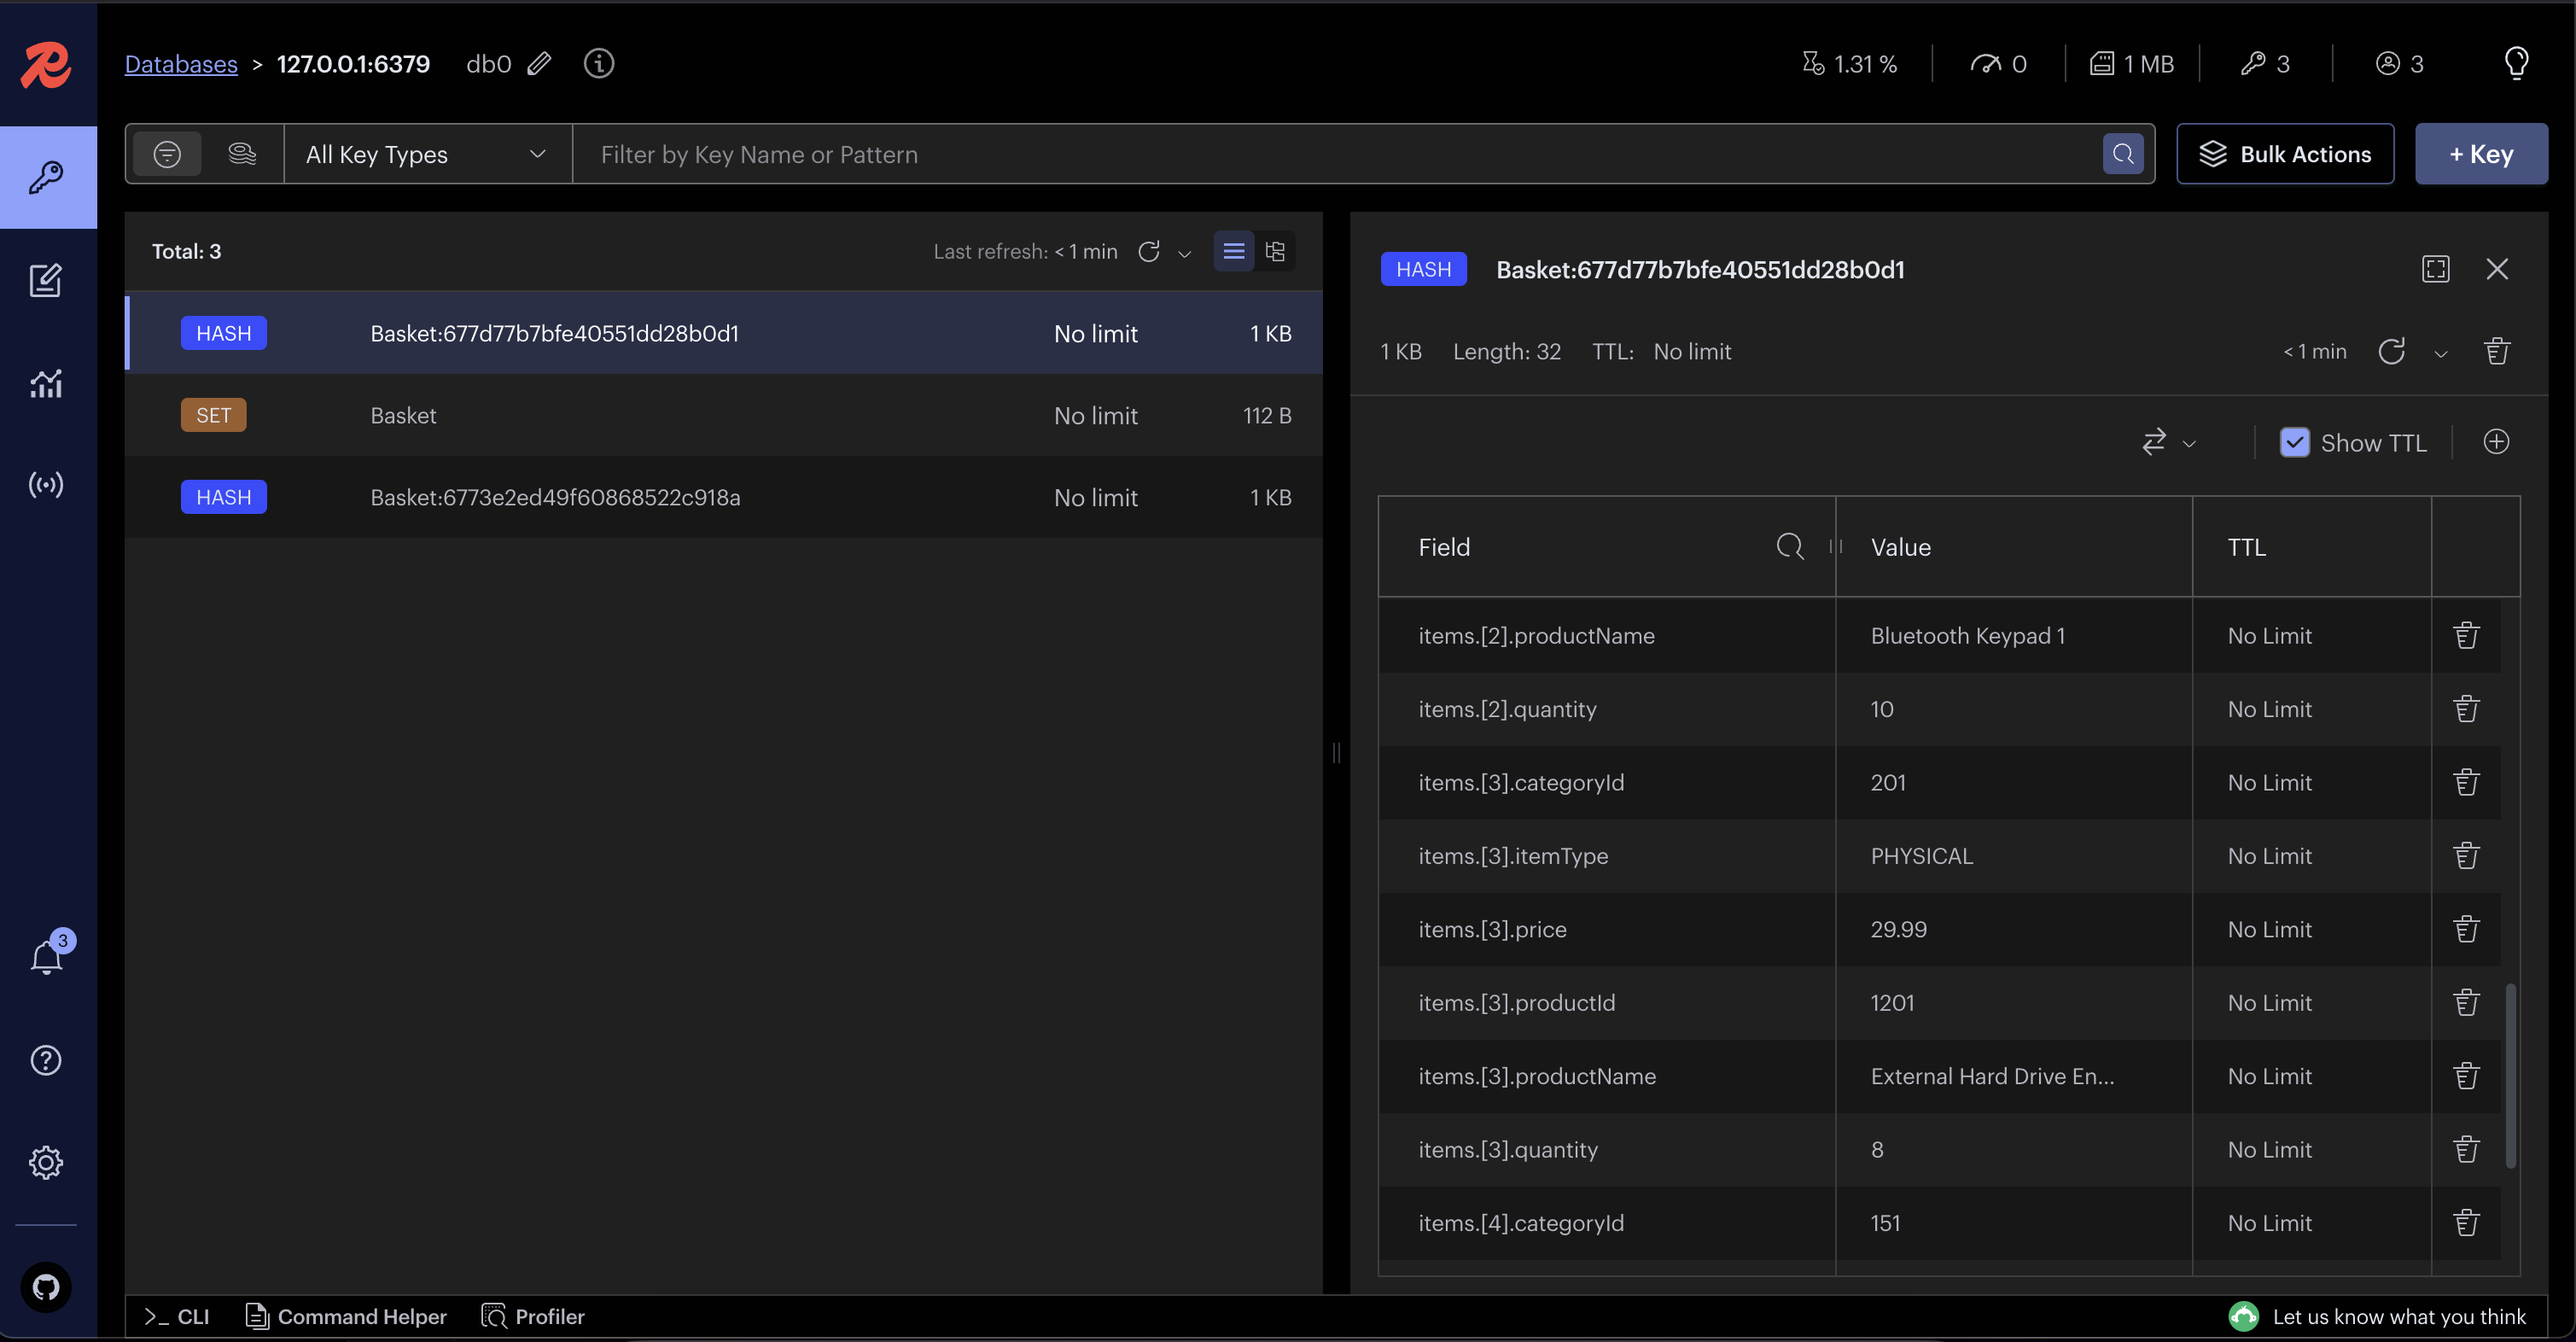 Databases > 127.0.0.1:6379 db0 1.31 % 0 1 MB 3 3
All Key Types Filter by Key Name or Pattern Bulk Actions + Key
Total: 3 Last refresh: < 1 min
HASH Basket:677d77b7bfe40551dd28b0d1 No limit 1 KB
SET Basket No limit 112 B
HASH Basket:6773e2ed49f60868522c918a No limit 1 KB
HASH Basket:677d77b7bfe40551dd28b0d1
1 KB Length: 32 TTL: No limit < 1 min
Show TTL
Field Value TTL
items.[2].productName Bluetooth Keypad 1 No Limit
items.[2].quantity 10 No Limit
items.[3].categoryId 201 No Limit
items.[3].itemType PHYSICAL No Limit
items.[3].price 29.99 No Limit
items.[3].productId 1201 No Limit
items.[3].productName External Hard Drive En... No Limit
items.[3].quantity 8 No Limit
items.[4].categoryId 151 No Limit
3
>_ CLI Command Helper Profiler Let us know what you think